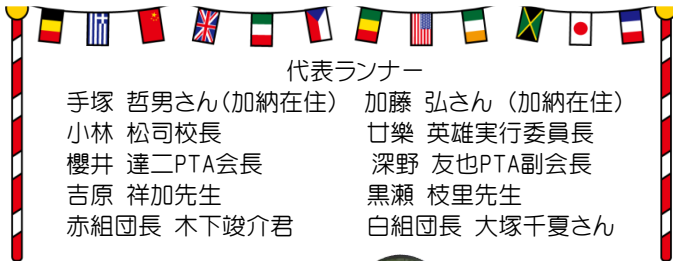 代表ランナー
手塚 哲男さん(加納在住) 加藤 弘さん (加納在住)
小林 松司校長 廿樂 英雄実行委員長
櫻井 達二PTA会長 深野 友也PTA副会長
吉原 祥加先生 黒瀬 枝里先生
赤組団長 木下竣介君 白組団長 大塚千夏さん